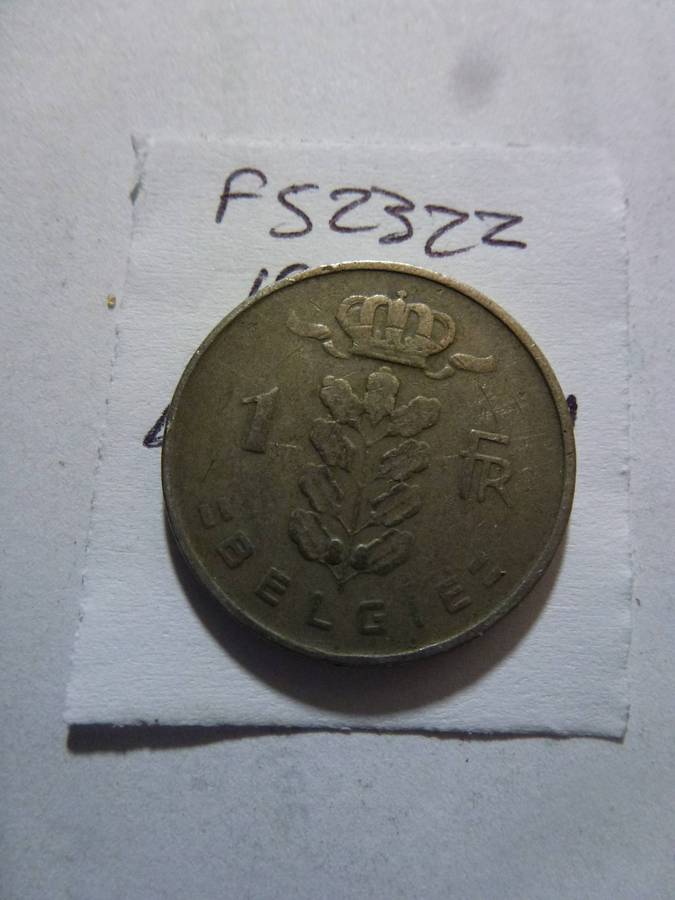 FS2322
1 FR
=BELGIE=